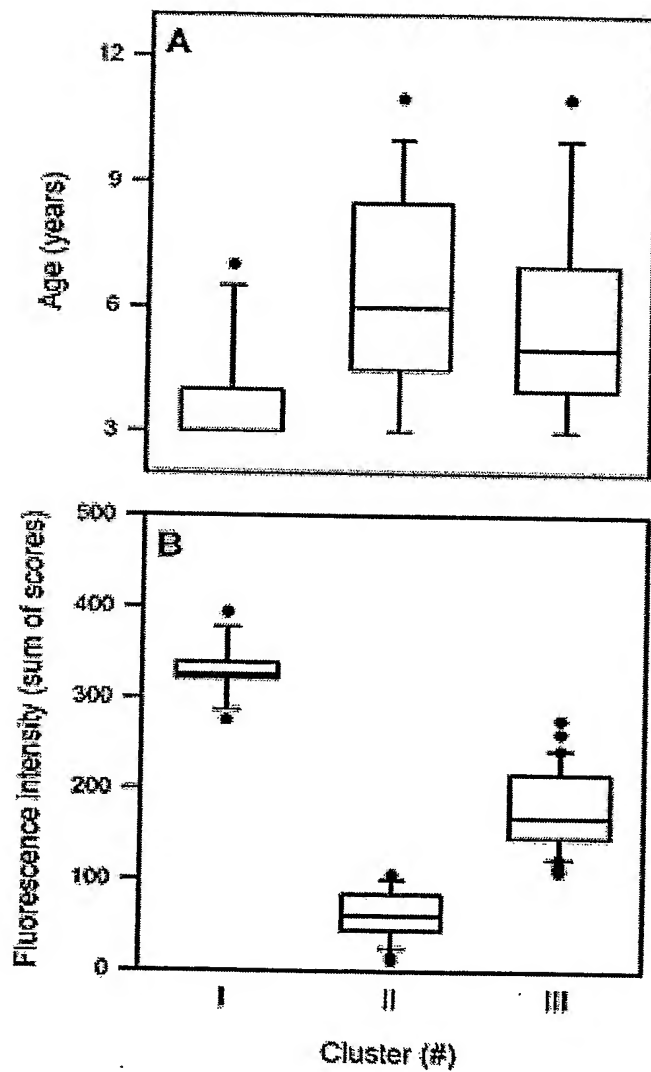 A
12
9
6
3
Age (years)
B
500
400
300
200
100
0
Fluorescence Intensity (sum of scores)
I
II
III
Cluster (#)